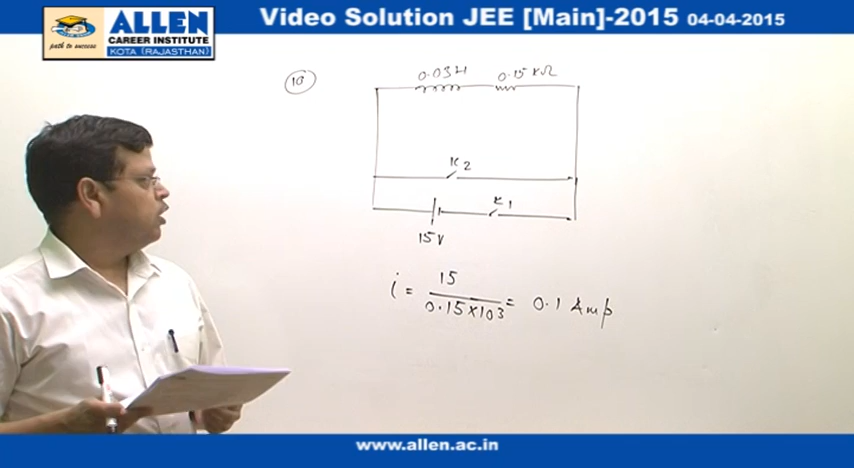 Video Solution JEE [Main]-2015 04-04-2015
ALLEN
CAREER INSTITUTE
KOTA (RAJASTHAN)
path to success
10
0.03H 0.15 KΩ
K2
K1
15V
i = 15 / 0.15×103 = 0.1 Amp
www.allen.ac.in